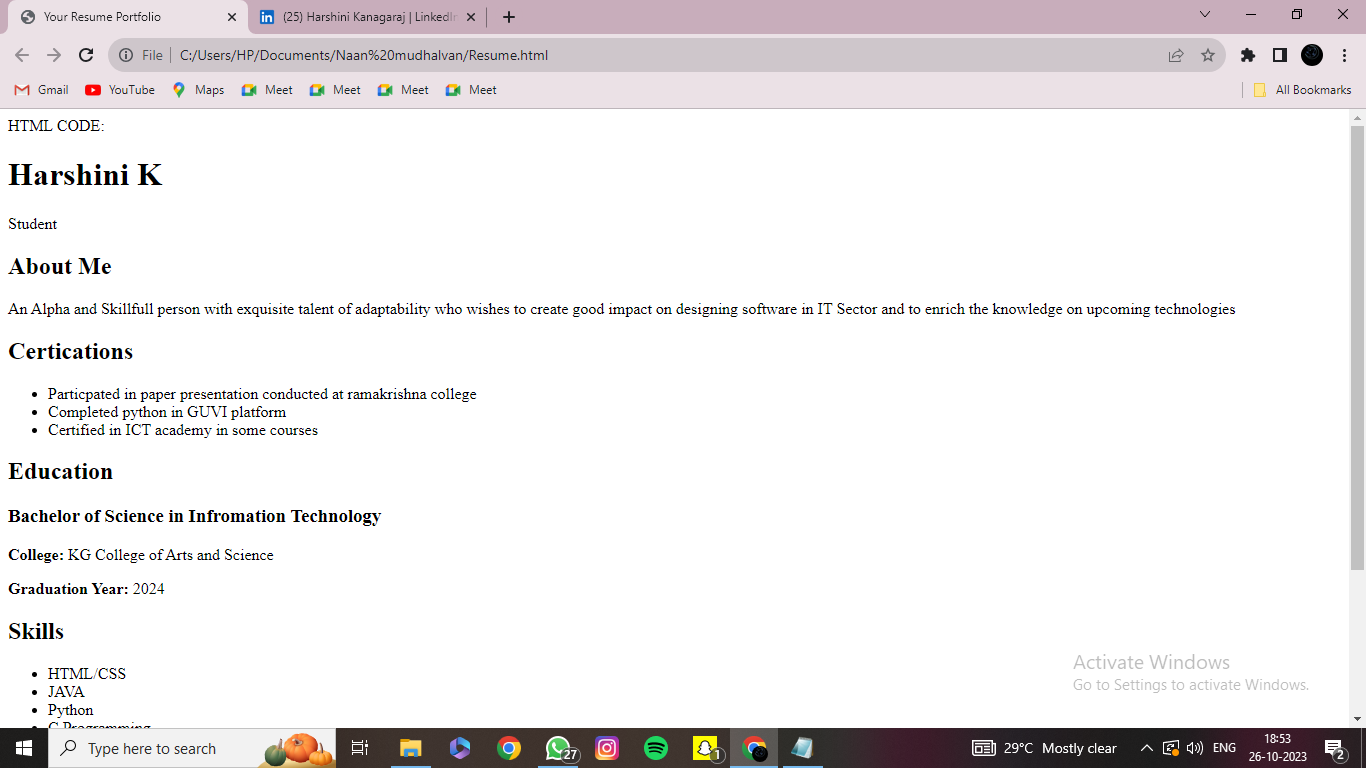 Your Resume Portfolio
(25) Harshini Kanagaraj | LinkedIn
File
C:/Users/HP/Documents/Naan%20mudhalvan/Resume.html
Gmail YouTube Maps Meet Meet Meet Meet All Bookmarks
HTML CODE:
Harshini K
Student
About Me
An Alpha and Skillfull person with exquisite talent of adaptability who wishes to create good impact on designing software in IT Sector and to enrich the knowledge on upcoming technologies
Certications
Particpated in paper presentation conducted at ramakrishna college
Completed python in GUVI platform
Certified in ICT academy in some courses
Education
Bachelor of Science in Infromation Technology
College: KG College of Arts and Science
Graduation Year: 2024
Skills
HTML/CSS
JAVA
Python
C Programming
Activate Windows
Go to Settings to activate Windows.
Type here to search
27
1
29°C Mostly clear
ENG
18:53
26-10-2023
2